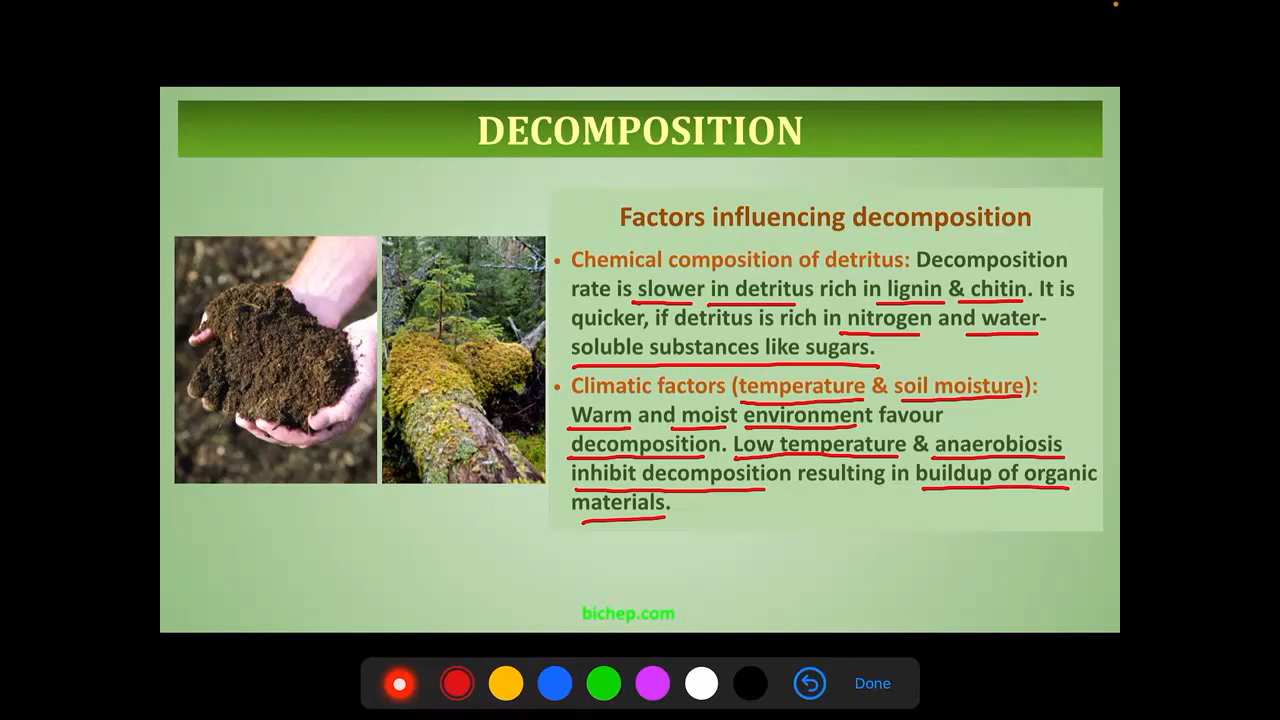 DECOMPOSITION
Factors influencing decomposition
• Chemical composition of detritus: Decomposition
rate is slower in detritus rich in lignin & chitin. It is
quicker, if detritus is rich in nitrogen and water-
soluble substances like sugars.
• Climatic factors (temperature & soil moisture):
Warm and moist environment favour
decomposition. Low temperature & anaerobiosis
inhibit decomposition resulting in buildup of organic
materials.
bichep.com
Done